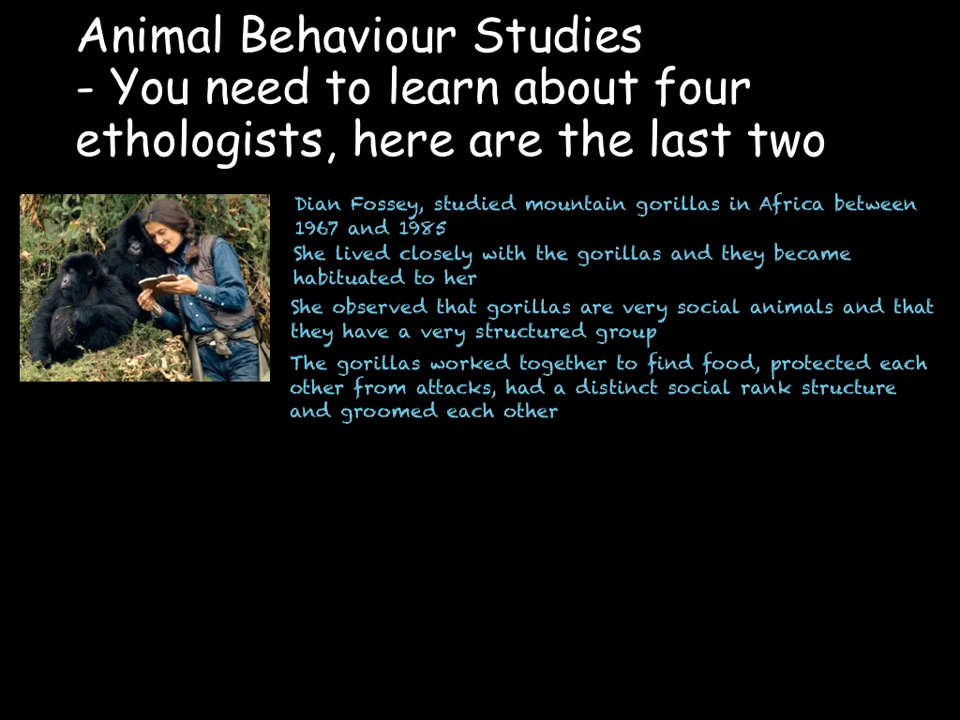 Animal Behaviour Studies
- You need to learn about four
ethologists, here are the last two
Dian Fossey, studied mountain gorillas in Africa between
1967 and 1985
She lived closely with the gorillas and they became
habituated to her
She observed that gorillas are very social animals and that
they have a very structured group
The gorillas worked together to find food, protected each
other from attacks, had a distinct social rank structure
and groomed each other